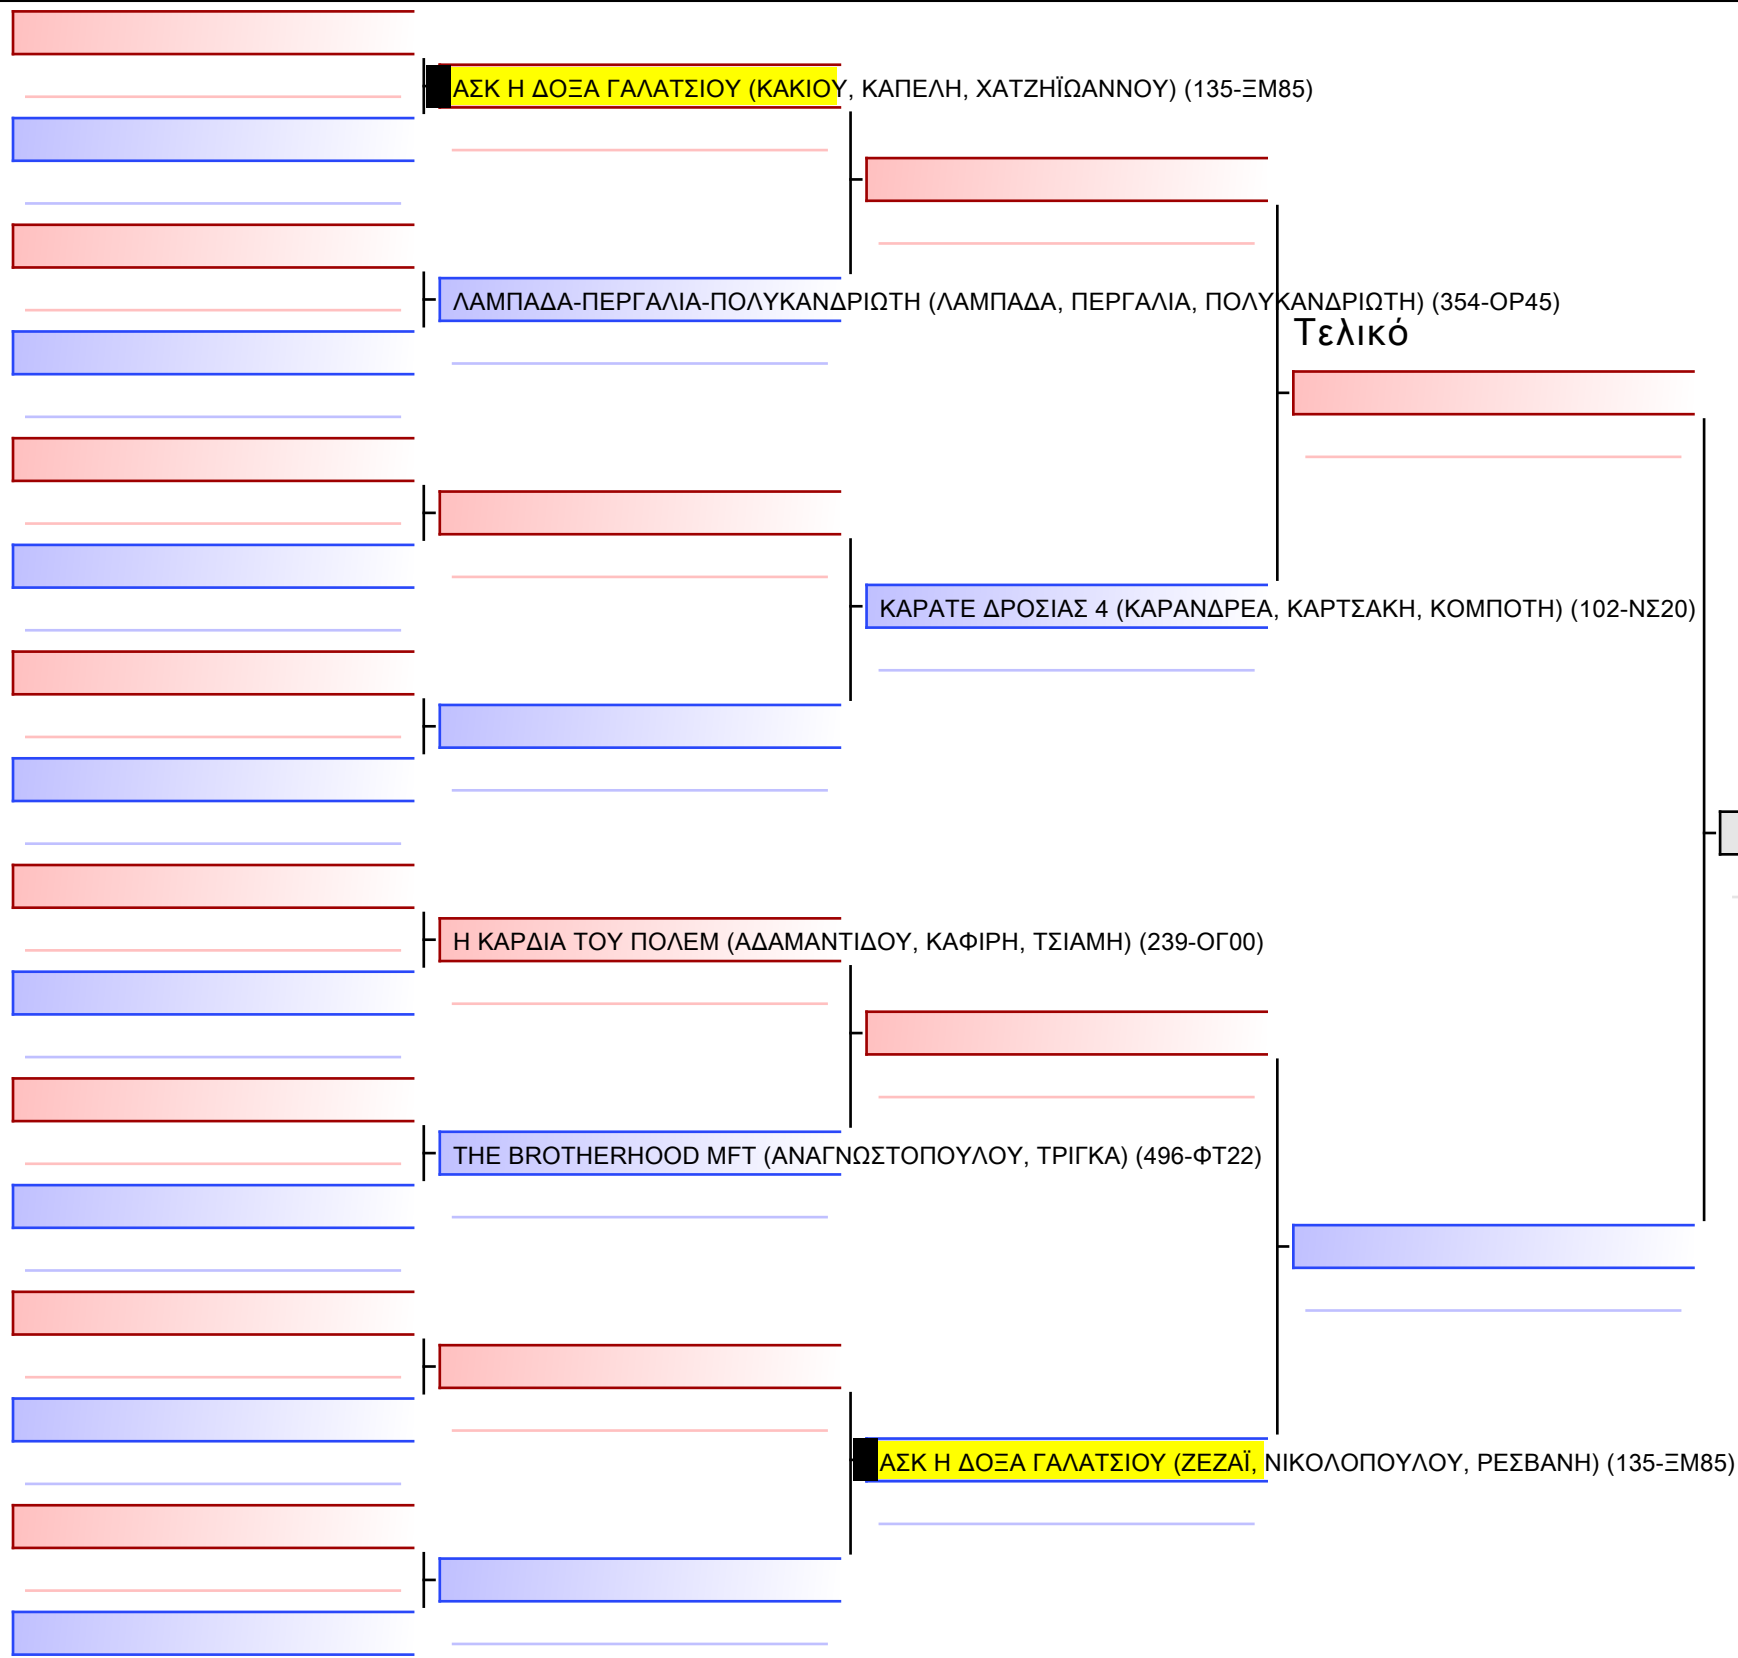 ΑΣΚ Η ΔΟΞΑ ΓΑΛΑΤΣΙΟΥ (ΚΑΚΙΟΥ, ΚΑΠΕΛΗ, ΧΑΤΖΗΪΩΑΝΝΟΥ) (135-ΞΜ85)
ΛΑΜΠΑΔΑ-ΠΕΡΓΑΛΙΑ-ΠΟΛΥΚΑΝΔΡΙΩΤΗ (ΛΑΜΠΑΔΑ, ΠΕΡΓΑΛΙΑ, ΠΟΛΥΚΑΝΔΡΙΩΤΗ) (354-ΟΡ45)
Τελικό
ΚΑΡΑΤΕ ΔΡΟΣΙΑΣ 4 (ΚΑΡΑΝΔΡΕΑ, ΚΑΡΤΣΑΚΗ, ΚΟΜΠΟΤΗ) (102-ΝΣ20)
Η ΚΑΡΔΙΑ ΤΟΥ ΠΟΛΕΜ (ΑΔΑΜΑΝΤΙΔΟΥ, ΚΑΦΙΡΗ, ΤΣΙΑΜΗ) (239-ΟΓ00)
THE BROTHERHOOD MFT (ΑΝΑΓΝΩΣΤΟΠΟΥΛΟΥ, ΤΡΙΓΚΑ) (496-ΦΤ22)
ΑΣΚ Η ΔΟΞΑ ΓΑΛΑΤΣΙΟΥ (ΖΕΖΑΪ, ΝΙΚΟΛΟΠΟΥΛΟΥ, ΡΕΣΒΑΝΗ) (135-ΞΜ85)